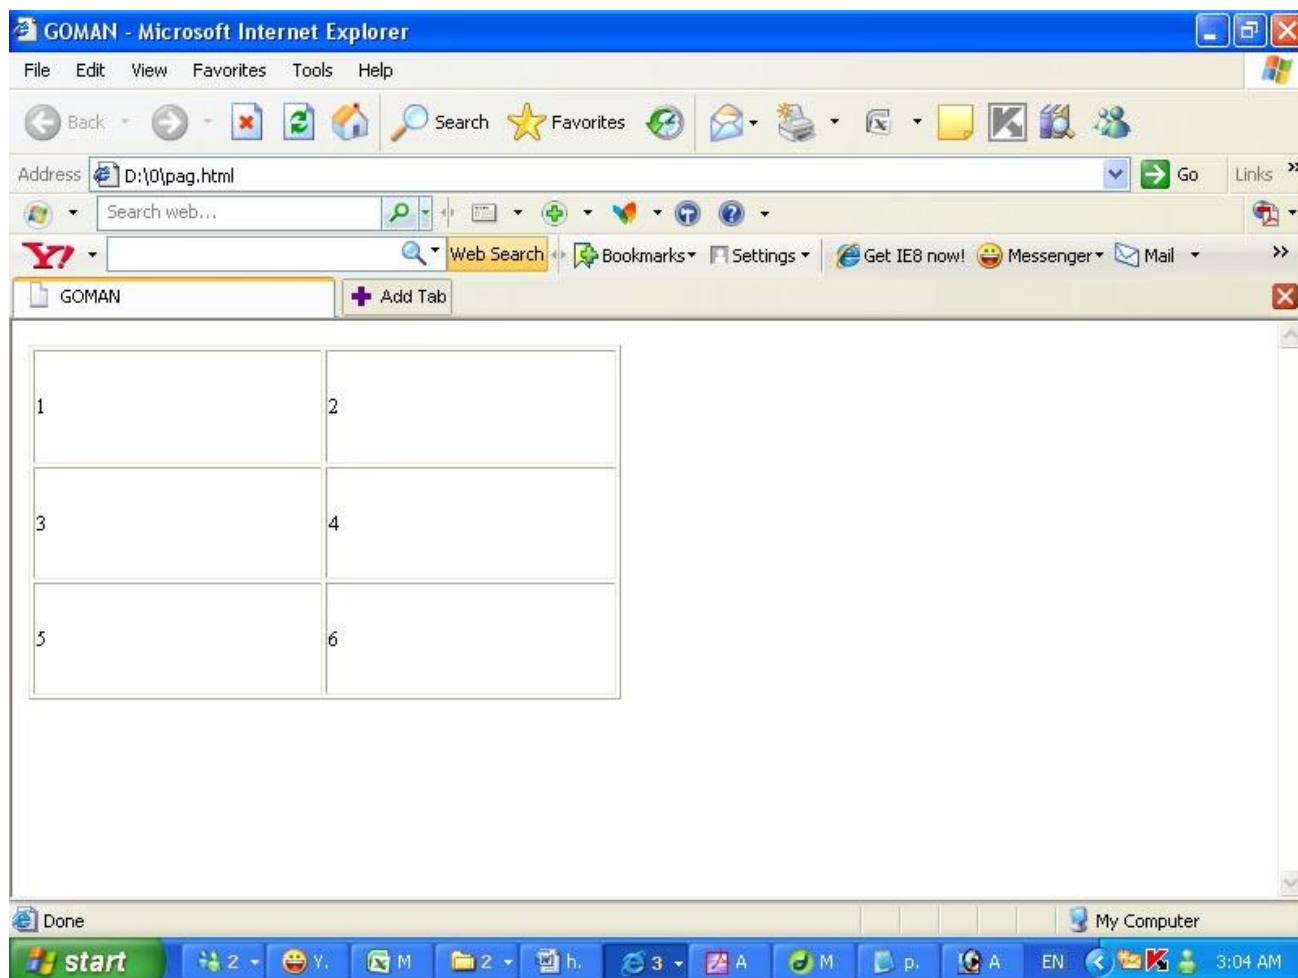 GOMAN - Microsoft Internet Explorer
File Edit View Favorites Tools Help
Back Search Favorites
Address D:\0\pag.html Go Links »
Search web...
Y! Web Search Bookmarks Settings Get IE8 now! Messenger Mail »
GOMAN Add Tab
1 2
3 4
5 6
Done My Computer
start 2 Y. M 2 h. 3 A M p. A EN 3:04 AM